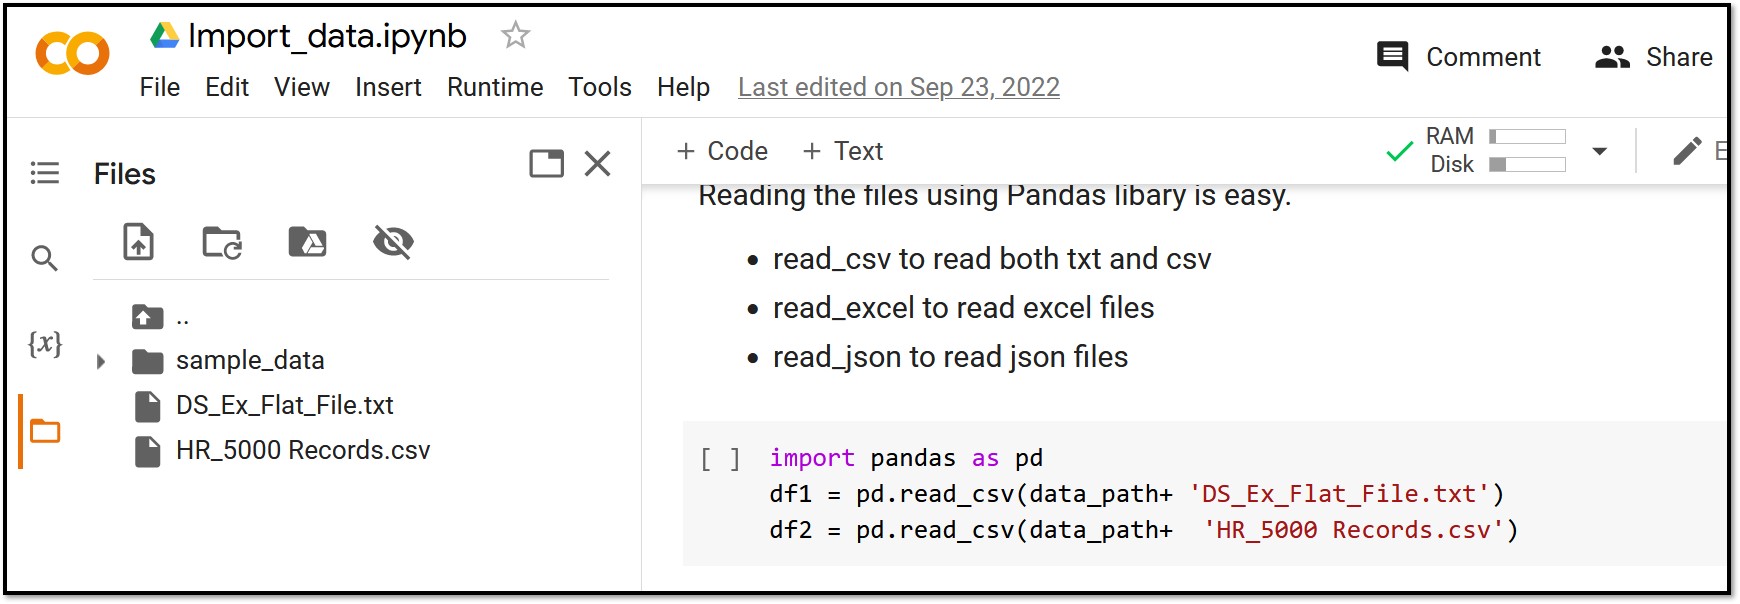 Import_data.ipynb
File Edit View Insert Runtime Tools Help Last edited on Sep 23, 2022
Comment Share
Files
+ Code + Text
RAM
Disk
E
..
sample_data
DS_Ex_Flat_File.txt
HR_5000 Records.csv
{x}
Reading the files using Pandas libary is easy.
• read_csv to read both txt and csv
• read_excel to read excel files
• read_json to read json files
[ ] import pandas as pd
df1 = pd.read_csv(data_path+ 'DS_Ex_Flat_File.txt')
df2 = pd.read_csv(data_path+  'HR_5000 Records.csv')